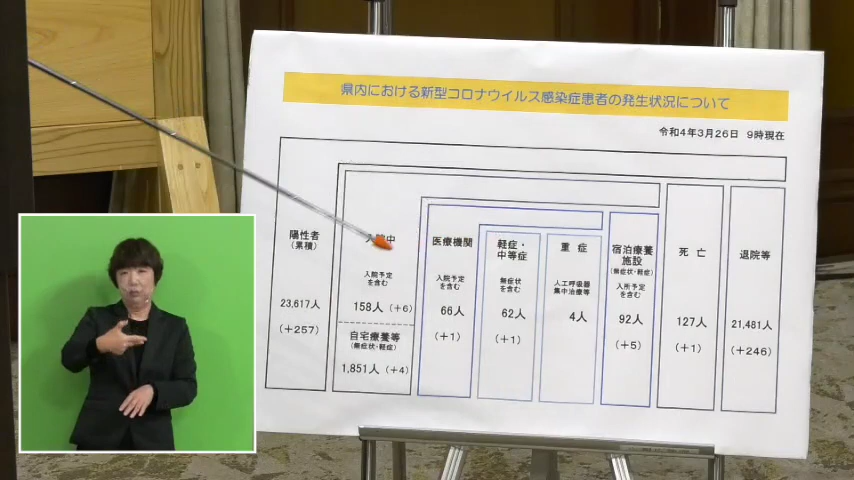 県内における新型コロナウイルス感染症患者の発生状況について
令和4年3月26日 9時現在
陽性者
(累積)
23,617人
(+257)
入院中
入院予定
を含む
158人 (+6)
自宅療養等
(無症状・軽症)
1,851人 (+4)
医療機関
入院予定
を含む
66人
(+1)
軽症・
中等症
無症状
を含む
62人
(+1)
重症
人工呼吸器
集中治療等
4人
宿泊療養
施設
(無症状・軽症)
入所予定
を含む
92人
(+5)
死亡
127人
(+1)
退院等
21,481人
(+246)